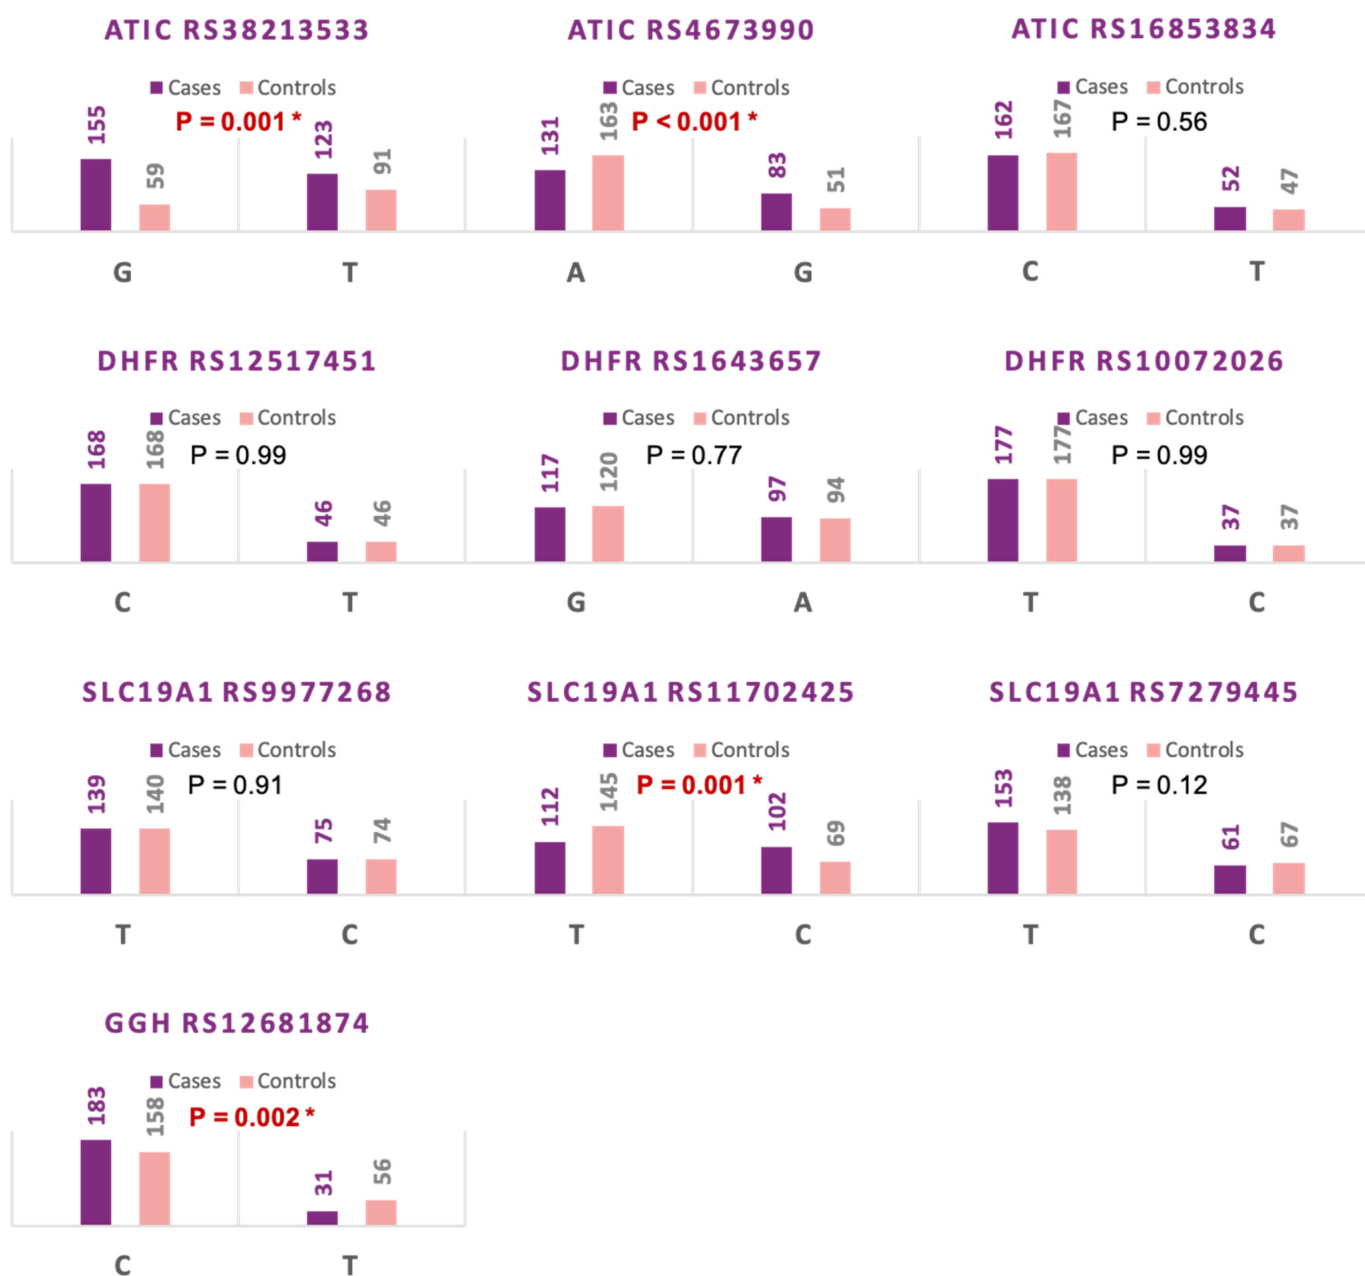 ATIC RS38213533
Cases Controls
P = 0.001 *
155 59 123 91
G T
ATIC RS4673990
Cases Controls
P < 0.001 *
131 163 83 51
A G
ATIC RS16853834
Cases Controls
P = 0.56
162 167 52 47
C T
DHFR RS12517451
Cases Controls
P = 0.99
168 168 46 46
C T
DHFR RS1643657
Cases Controls
P = 0.77
117 120 97 94
G A
DHFR RS10072026
Cases Controls
P = 0.99
177 177 37 37
T C
SLC19A1 RS9977268
Cases Controls
P = 0.91
139 140 75 74
T C
SLC19A1 RS11702425
Cases Controls
P = 0.001 *
112 145 102 69
T C
SLC19A1 RS7279445
Cases Controls
P = 0.12
153 138 61 67
T C
GGH RS12681874
Cases Controls
P = 0.002 *
183 158 31 56
C T